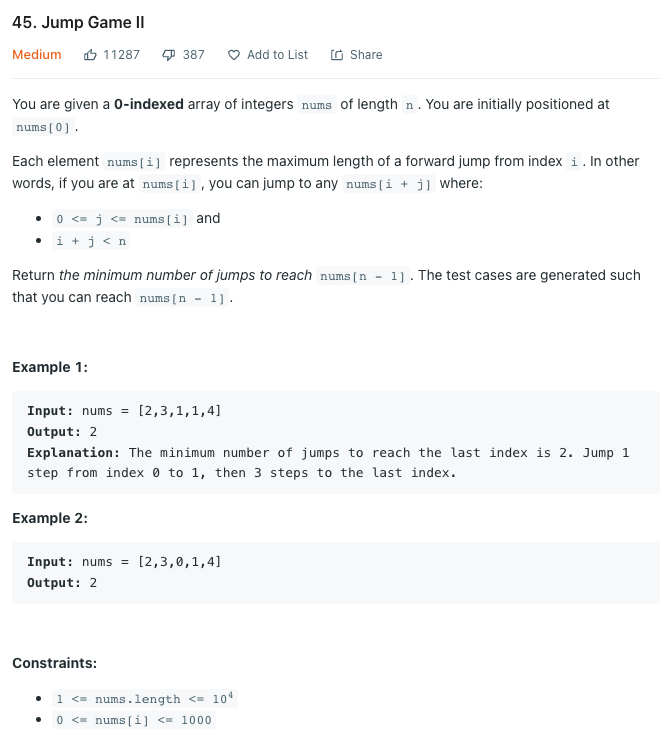 45. Jump Game II
Medium 11287 387 Add to List Share
You are given a 0-indexed array of integers nums of length n. You are initially positioned at
nums[0].
Each element nums[i] represents the maximum length of a forward jump from index i. In other
words, if you are at nums[i], you can jump to any nums[i + j] where:
• 0 <= j <= nums[i] and
• i + j < n
Return the minimum number of jumps to reach nums[n - 1]. The test cases are generated such
that you can reach nums[n - 1].
Example 1:
Input: nums = [2,3,1,1,4]
Output: 2
Explanation: The minimum number of jumps to reach the last index is 2. Jump 1
step from index 0 to 1, then 3 steps to the last index.
Example 2:
Input: nums = [2,3,0,1,4]
Output: 2
Constraints:
• 1 <= nums.length <= 10⁴
• 0 <= nums[i] <= 1000